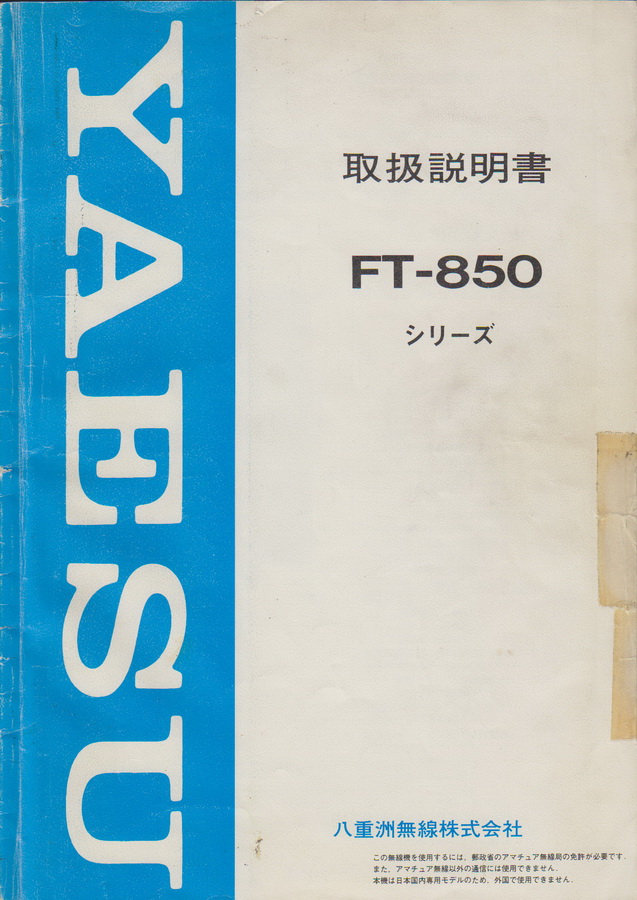 YAESU
取扱説明書
FT-850
シリーズ
八重洲無線株式会社
この無線機を使用するには、郵政省のアマチュア無線局の免許が必要です.
また、アマチュア無線以外の通信には使用できません.
本機は日本国内専用モデルのため、外国で使用できません.